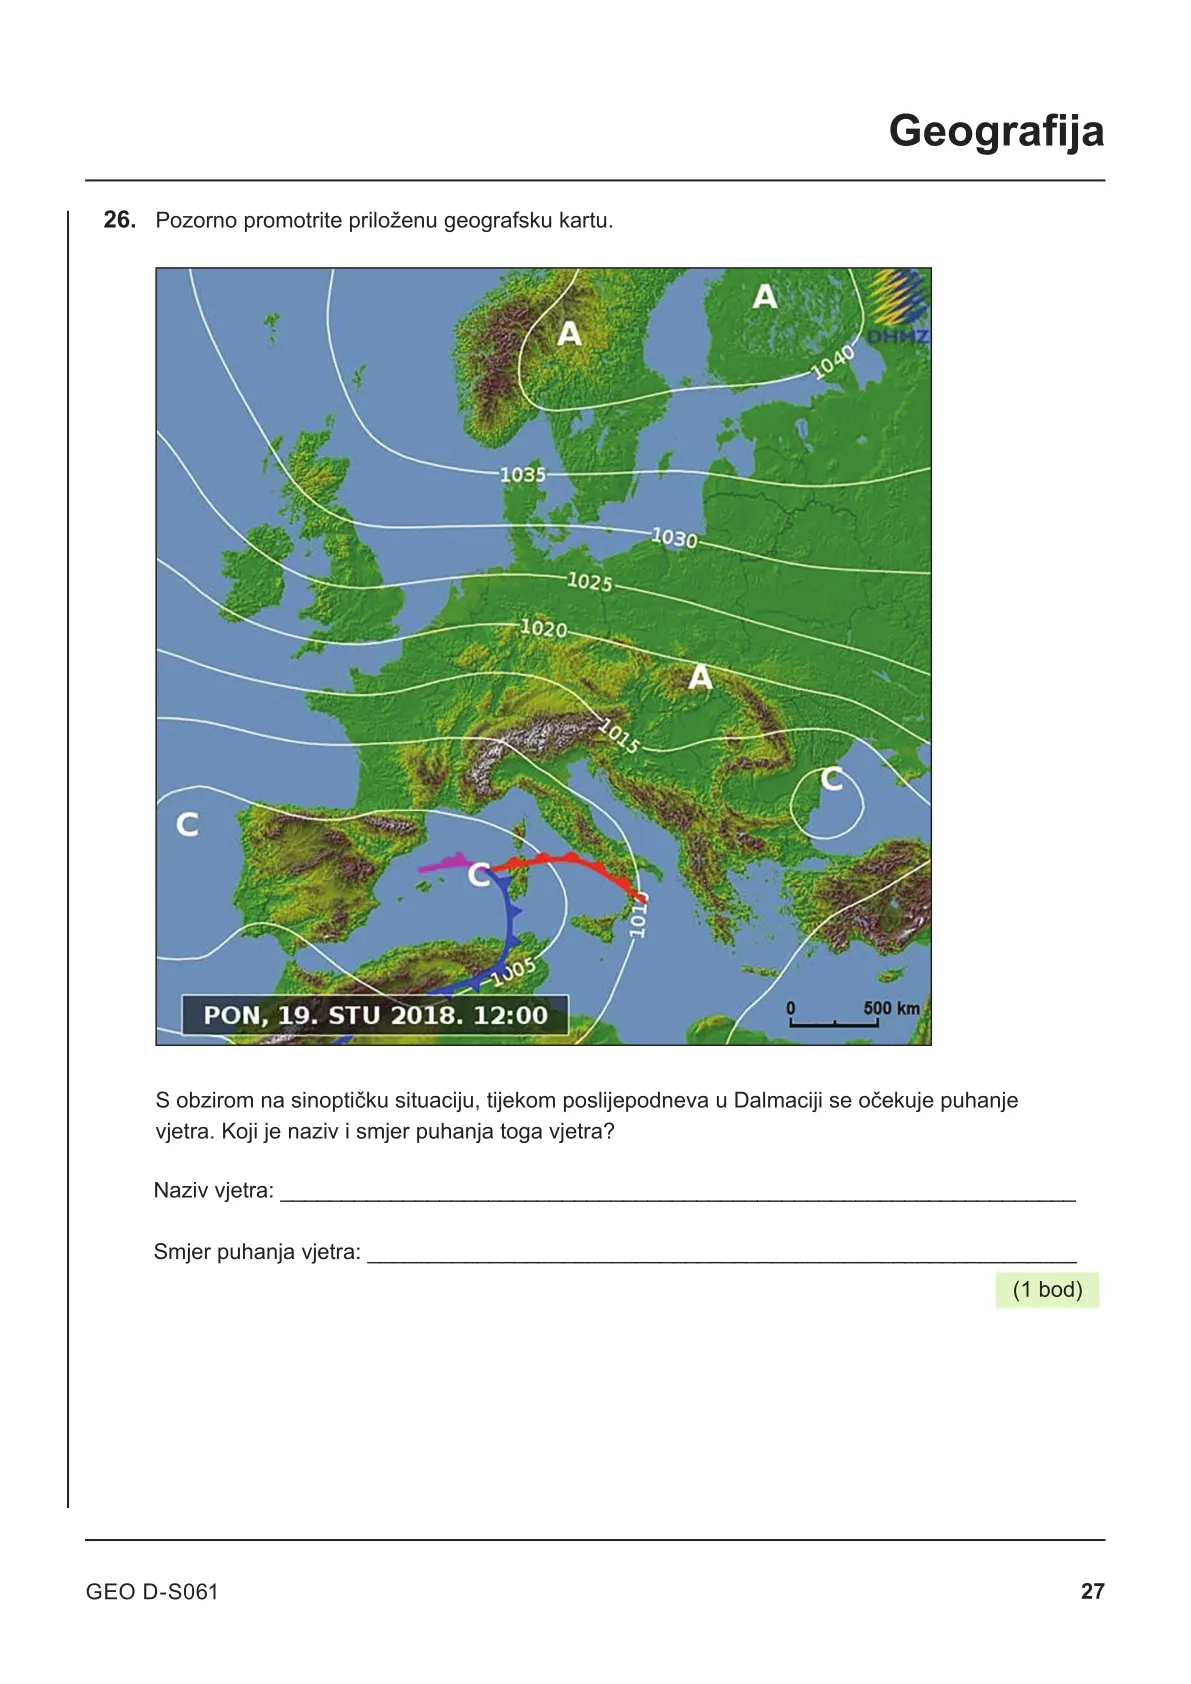 Geografija
26. Pozorno promotrite priloženu geografsku kartu.
A
A
DHMZ
1040
1035
1030
1025
1020
A
1015
C
C
C
1015
1005
PON, 19. STU 2018. 12:00
0 500 km
S obzirom na sinoptičku situaciju, tijekom poslijepodneva u Dalmaciji se očekuje puhanje
vjetra. Koji je naziv i smjer puhanja toga vjetra?
Naziv vjetra:
Smjer puhanja vjetra:
(1 bod)
GEO D-S061
27